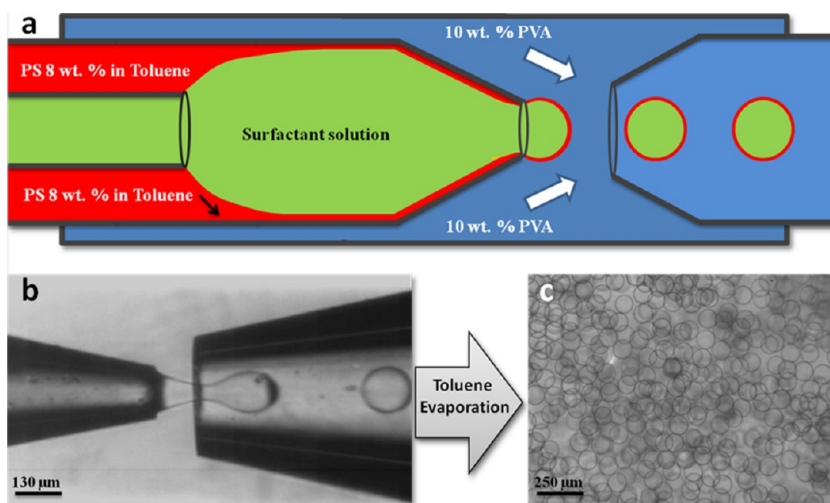 a
10 wt. % PVA
PS 8 wt. % in Toluene
Surfactant solution
PS 8 wt. % in Toluene
10 wt. % PVA
b
c
Toluene
Evaporation
130 µm
250 µm